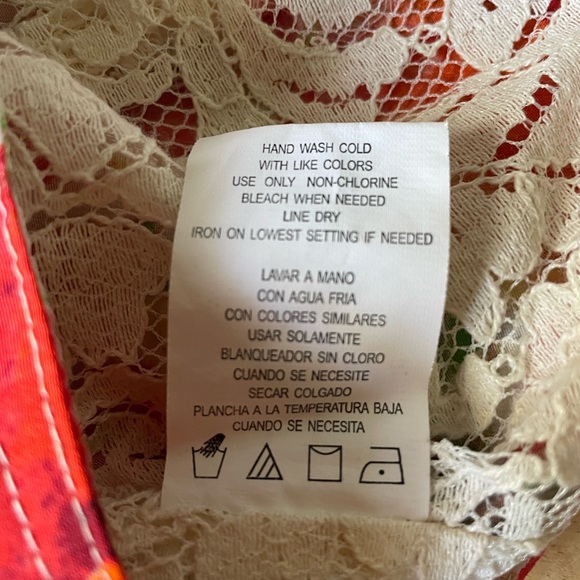 HAND WASH COLD
WITH LIKE COLORS
USE ONLY NON-CHLORINE
BLEACH WHEN NEEDED
LINE DRY
IRON ON LOWEST SETTING IF NEEDED
LAVAR A MANO
CON AGUA FRIA
CON COLORES SIMILARES
USAR SOLAMENTE
BLANQUEADOR SIN CLORO
CUANDO SE NECESITE
SECAR COLGADO
PLANCHA A LA TEMPERATURA BAJA
CUANDO SE NECESITA